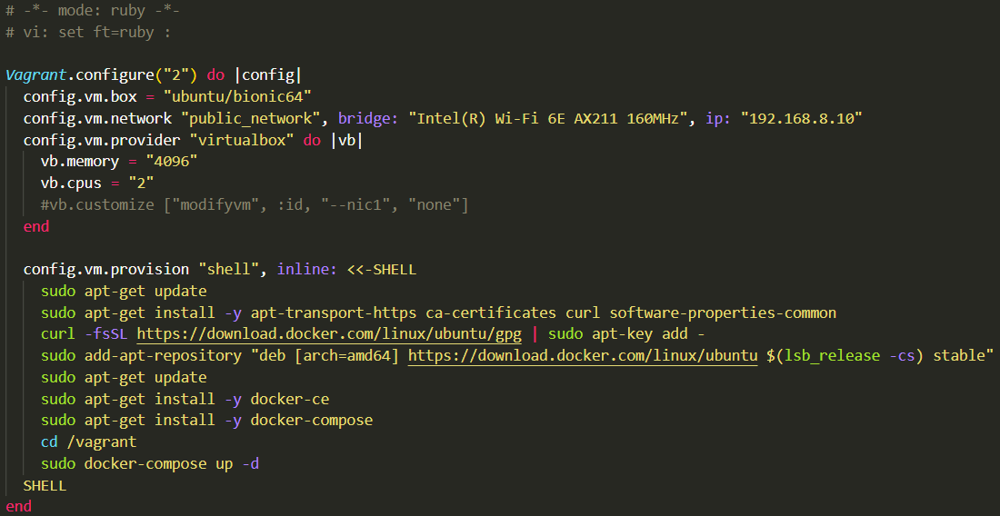 # -*- mode: ruby -*-
# vi: set ft=ruby :

Vagrant.configure("2") do |config|
  config.vm.box = "ubuntu/bionic64"
  config.vm.network "public_network", bridge: "Intel(R) Wi-Fi 6E AX211 160MHz", ip: "192.168.8.10"
  config.vm.provider "virtualbox" do |vb|
    vb.memory = "4096"
    vb.cpus = "2"
    #vb.customize ["modifyvm", :id, "--nic1", "none"]
  end

  config.vm.provision "shell", inline: <<-SHELL
    sudo apt-get update
    sudo apt-get install -y apt-transport-https ca-certificates curl software-properties-common
    curl -fsSL https://download.docker.com/linux/ubuntu/gpg | sudo apt-key add -
    sudo add-apt-repository "deb [arch=amd64] https://download.docker.com/linux/ubuntu $(lsb_release -cs) stable"
    sudo apt-get update
    sudo apt-get install -y docker-ce
    sudo apt-get install -y docker-compose
    cd /vagrant
    sudo docker-compose up -d
  SHELL
end